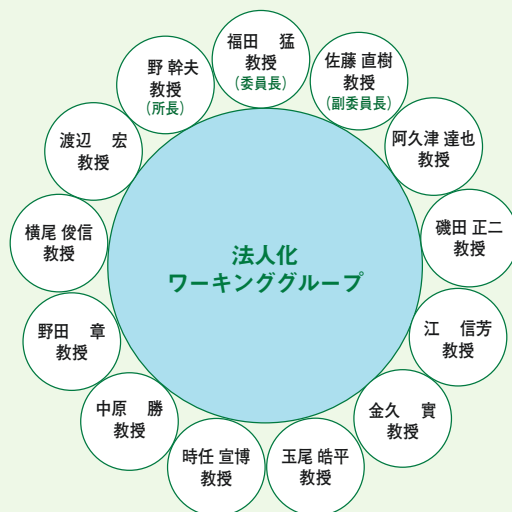 法人化
ワーキンググループ
福田 猛
教授
(委員長)
佐藤 直樹
教授
(副委員長)
阿久津 達也
教授
磯田 正二
教授
江 信芳
教授
金久 實
教授
玉尾 皓平
教授
時任 宣博
教授
中原 勝
教授
野田 章
教授
横尾 俊信
教授
渡辺 宏
教授
野 幹夫
教授
(所長)